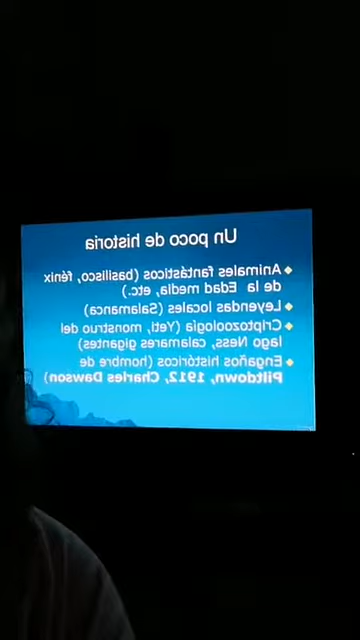 Un poco de historia
Animales fantásticos (basilisco, fénix
de la Edad media, etc.)
Leyendas locales (Salamanca)
Criptozoología (Yeti, monstruo del
lago Ness, calamares gigantes)
Engaños históricos (hombre de
Piltdown, 1912, Charles Dawson)